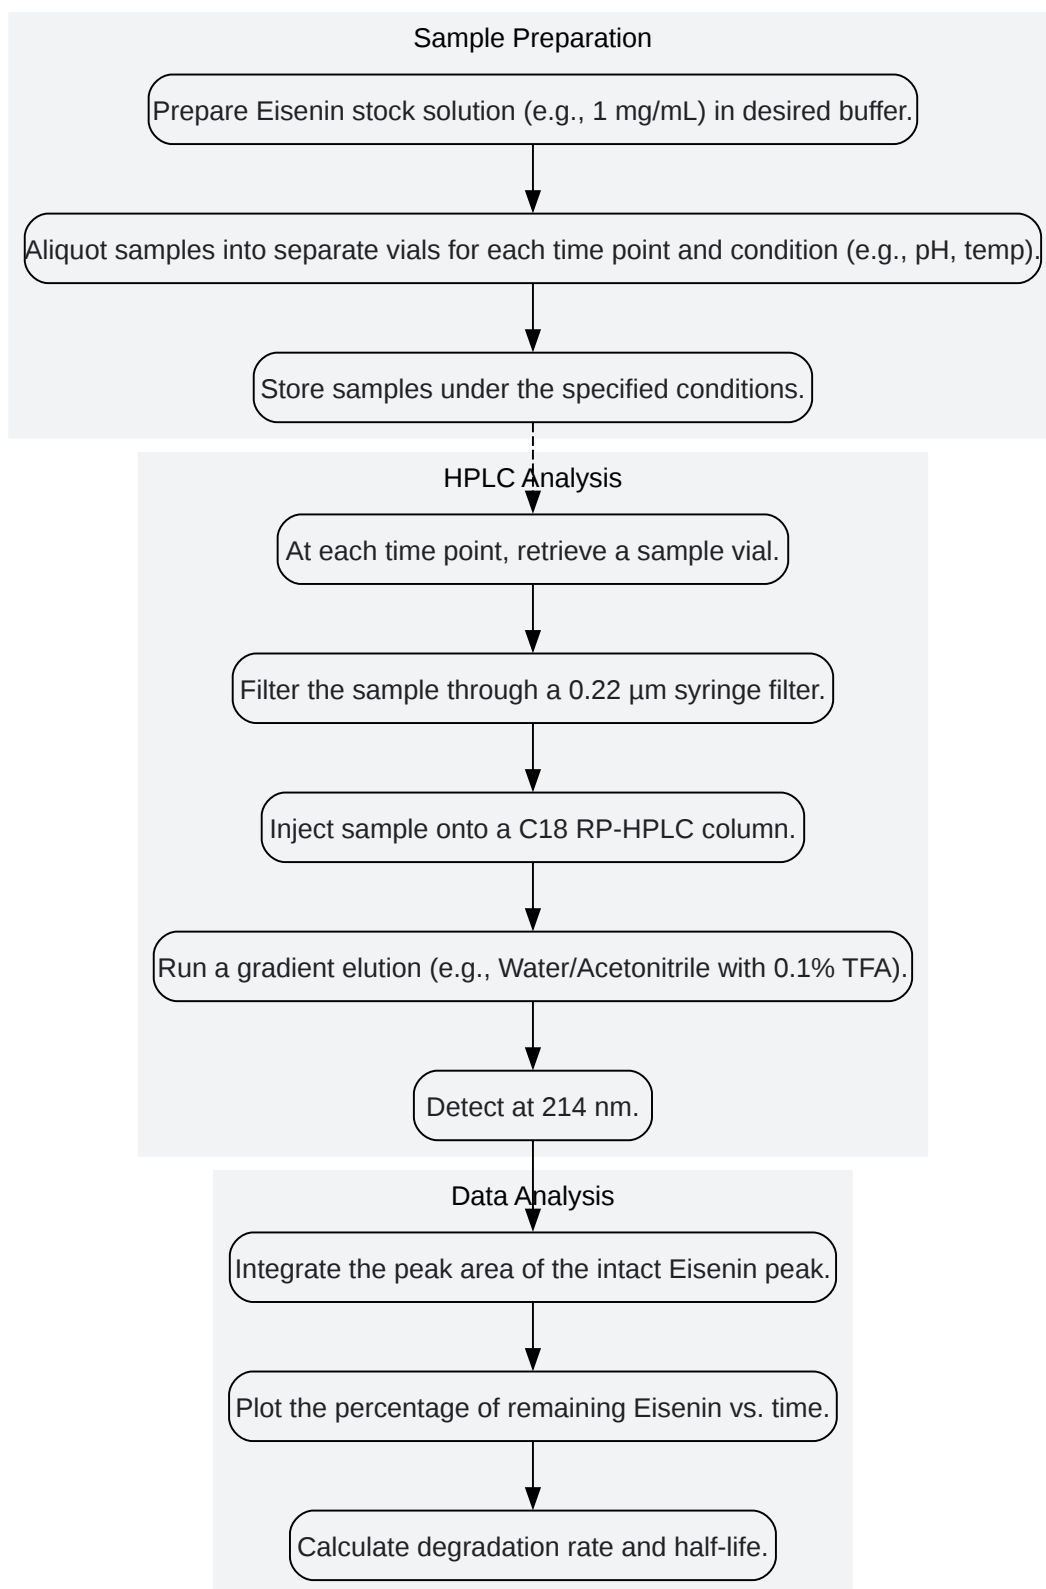 Sample Preparation
Prepare Eisenin stock solution (e.g., 1 mg/mL) in desired buffer.
Aliquot samples into separate vials for each time point and condition (e.g., pH, temp).
Store samples under the specified conditions.
HPLC Analysis
At each time point, retrieve a sample vial.
Filter the sample through a 0.22 µm syringe filter.
Inject sample onto a C18 RP-HPLC column.
Run a gradient elution (e.g., Water/Acetonitrile with 0.1% TFA).
Detect at 214 nm.
Data Analysis
Integrate the peak area of the intact Eisenin peak.
Plot the percentage of remaining Eisenin vs. time.
Calculate degradation rate and half-life.